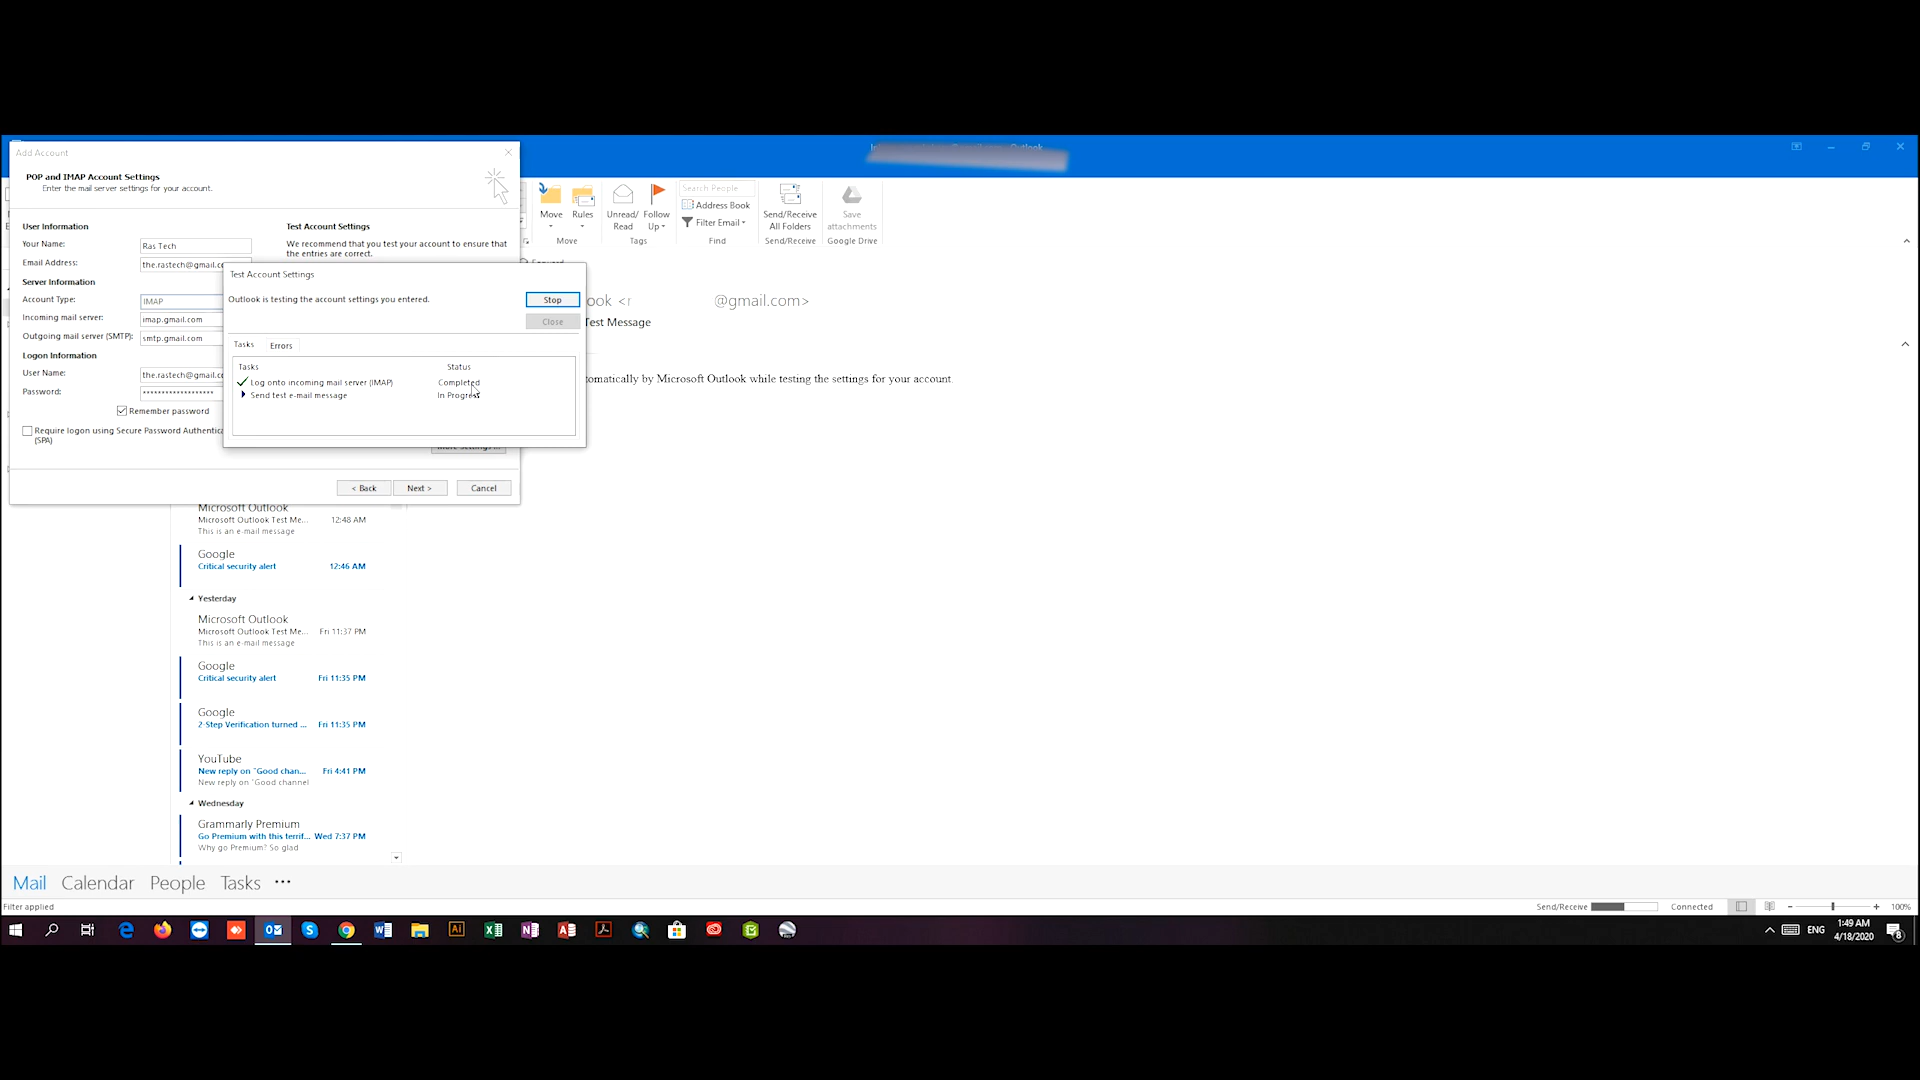 Add Account
POP and IMAP Account Settings
Enter the mail server settings for your account.
User Information
Your Name:
Ras Tech
Email Address:
the.rastech@gmail.c
Server Information
Account Type:
IMAP
Incoming mail server:
imap.gmail.com
Outgoing mail server (SMTP):
smtp.gmail.com
Logon Information
User Name:
the.rastech@gmail.c
Password:
*******************
Remember password
Require logon using Secure Password Authentica
(SPA)
Test Account Settings
We recommend that you test your account to ensure that
the entries are correct.
< Back
Next >
Cancel
Test Account Settings
Outlook is testing the account settings you entered.
Stop
Close
Tasks
Errors
Tasks Status
Log onto incoming mail server (IMAP) Completed
Send test e-mail message In Progress
Outlook
Move
Rules
Unread/
Read
Follow
Up
Search People
Address Book
Filter Email
Send/Receive
All Folders
Save
attachments
Move
Tags
Find
Send/Receive
Google Drive
ook <r @gmail.com>
Test Message
tomatically by Microsoft Outlook while testing the settings for your account.
Microsoft Outlook
Microsoft Outlook Test Me... 12:48 AM
This is an e-mail message
Google
Critical security alert 12:46 AM
Yesterday
Microsoft Outlook
Microsoft Outlook Test Me... Fri 11:37 PM
This is an e-mail message
Google
Critical security alert Fri 11:35 PM
Google
2-Step Verification turned ... Fri 11:35 PM
YouTube
New reply on "Good chan... Fri 4:41 PM
New reply on "Good channel
Wednesday
Grammarly Premium
Go Premium with this terrif... Wed 7:37 PM
Why go Premium? So glad
Mail Calendar People Tasks ...
Filter applied
Send/Receive
Connected
100%
ENG
1:49 AM
4/18/2020
8